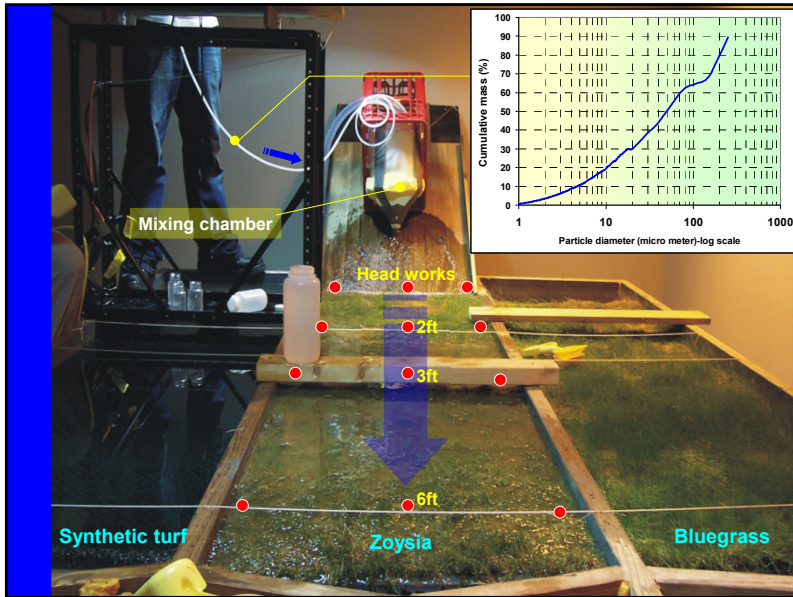 100
90
80
70
60
50
40
30
20
10
0
Cumulative mass (%)
1 10 100 1000
Particle diameter (micro meter)-log scale
Mixing chamber
Head works
2ft
3ft
6ft
Synthetic turf Zoysia Bluegrass